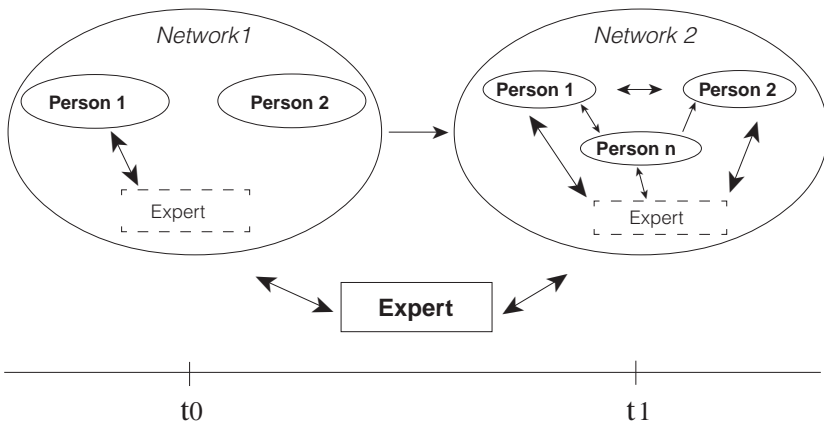 Network1
Person 1
Person 2
Expert
Network 2
Person 1
Person 2
Person n
Expert
Expert
t0
t1